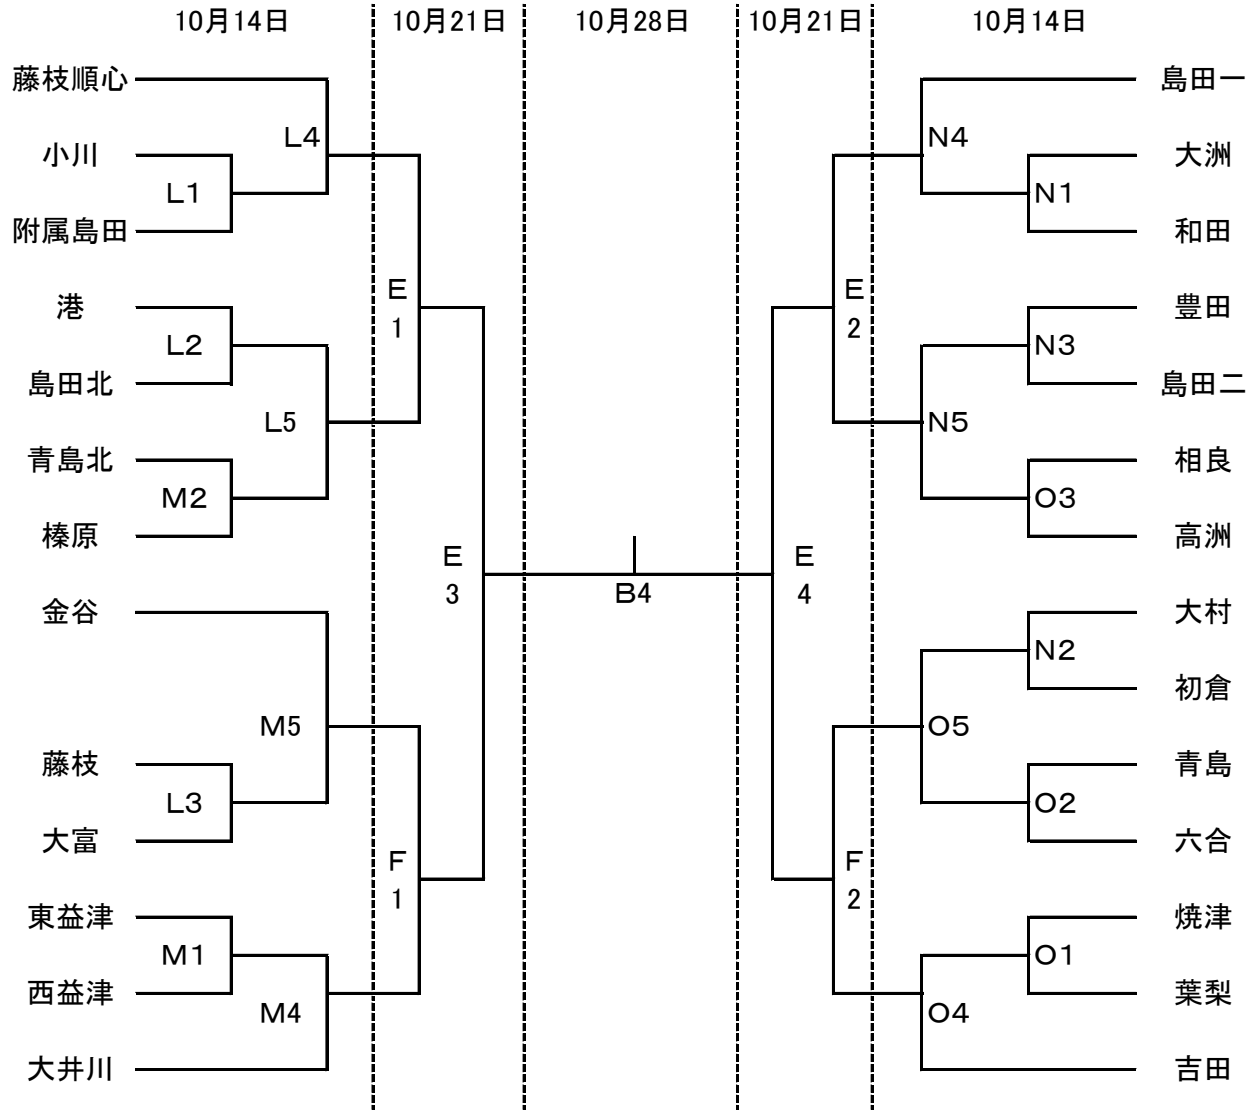 10月14日 10月21日 10月28日 10月21日 10月14日
藤枝順心 島田一
L4 N4
小川 大洲
L1 N1
附属島田 和田
E E
港 豊田
1 2
L2 N3
島田北 島田二
L5 N5
青島北 相良
M2 O3
榛原 高洲
E E
3 B4 4
金谷 大村
N2
初倉
M5 O5
藤枝 青島
L3 O2
大富 六合
F F
1 2
東益津 焼津
M1 O1
西益津 葉梨
M4 O4
大井川 吉田